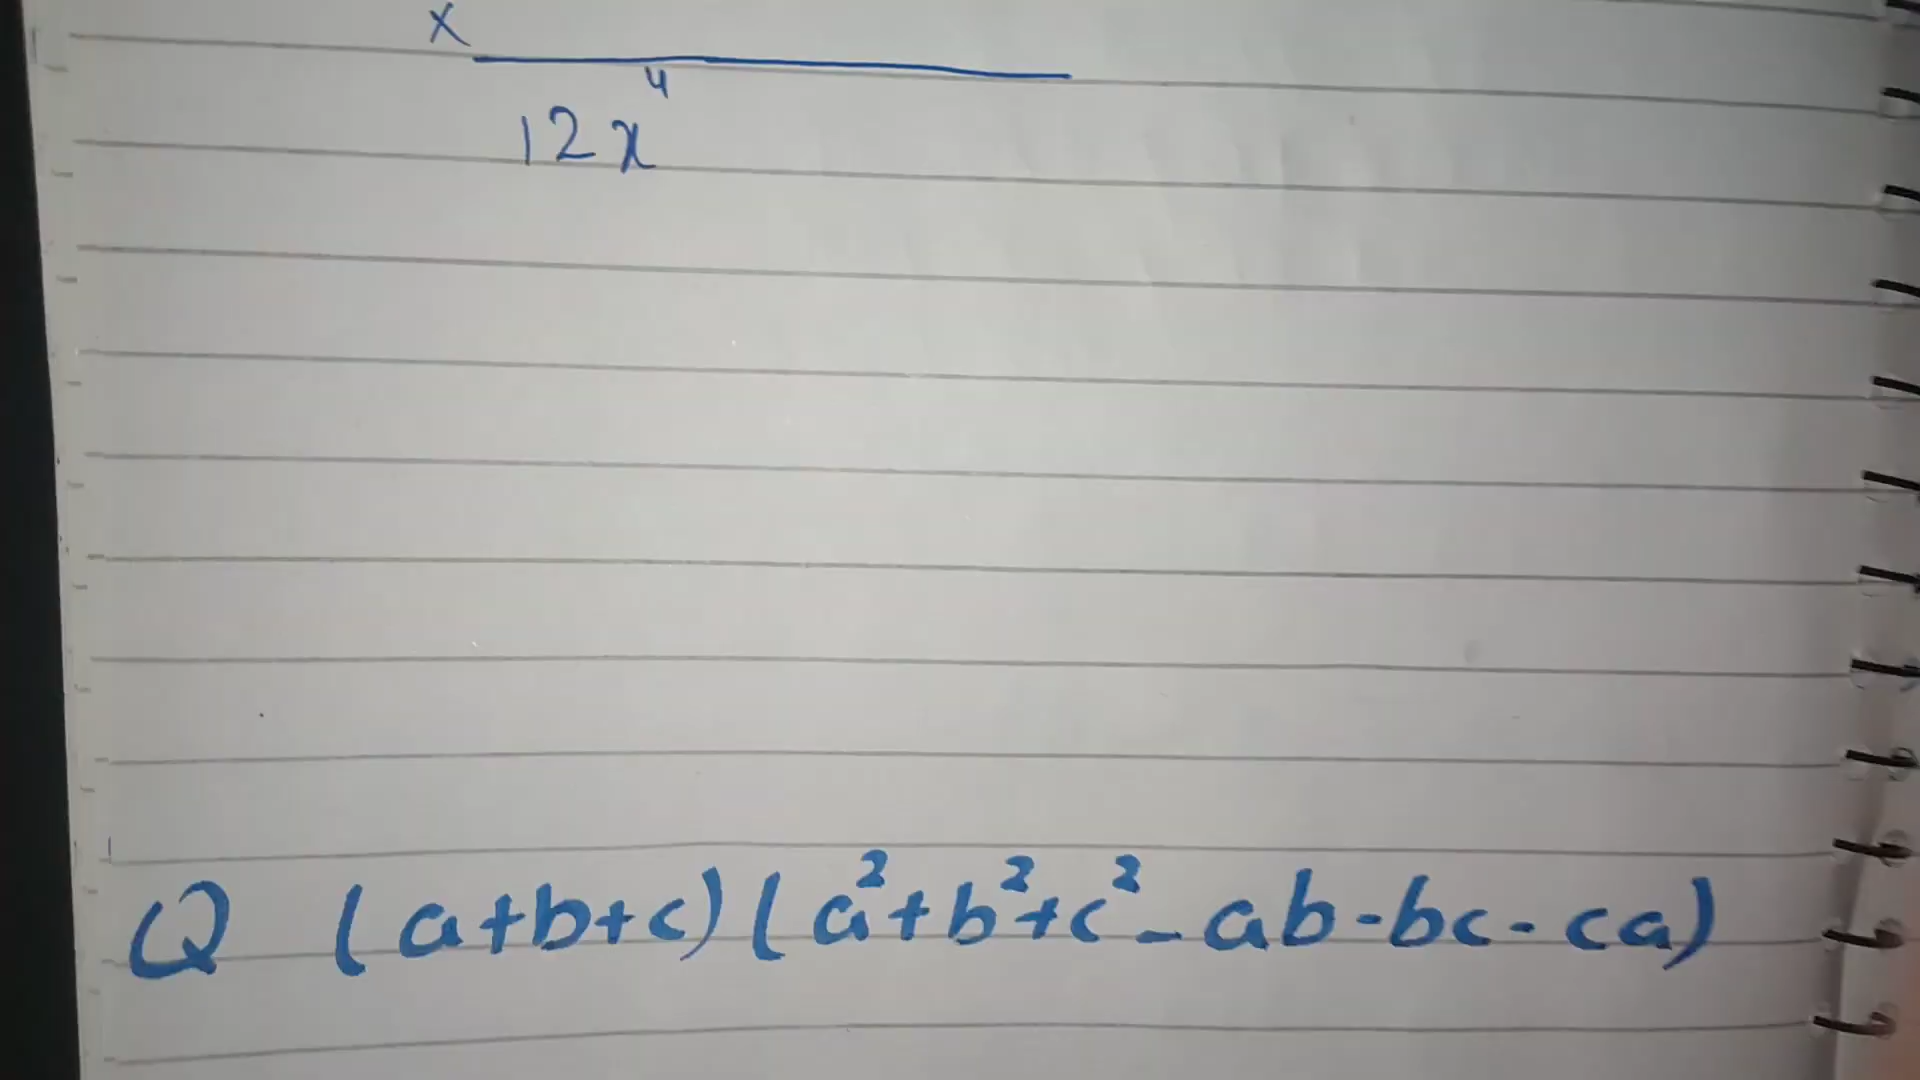 x
12x⁴
Q (a+b+c)(a²+b²+c²-ab-bc-ca)